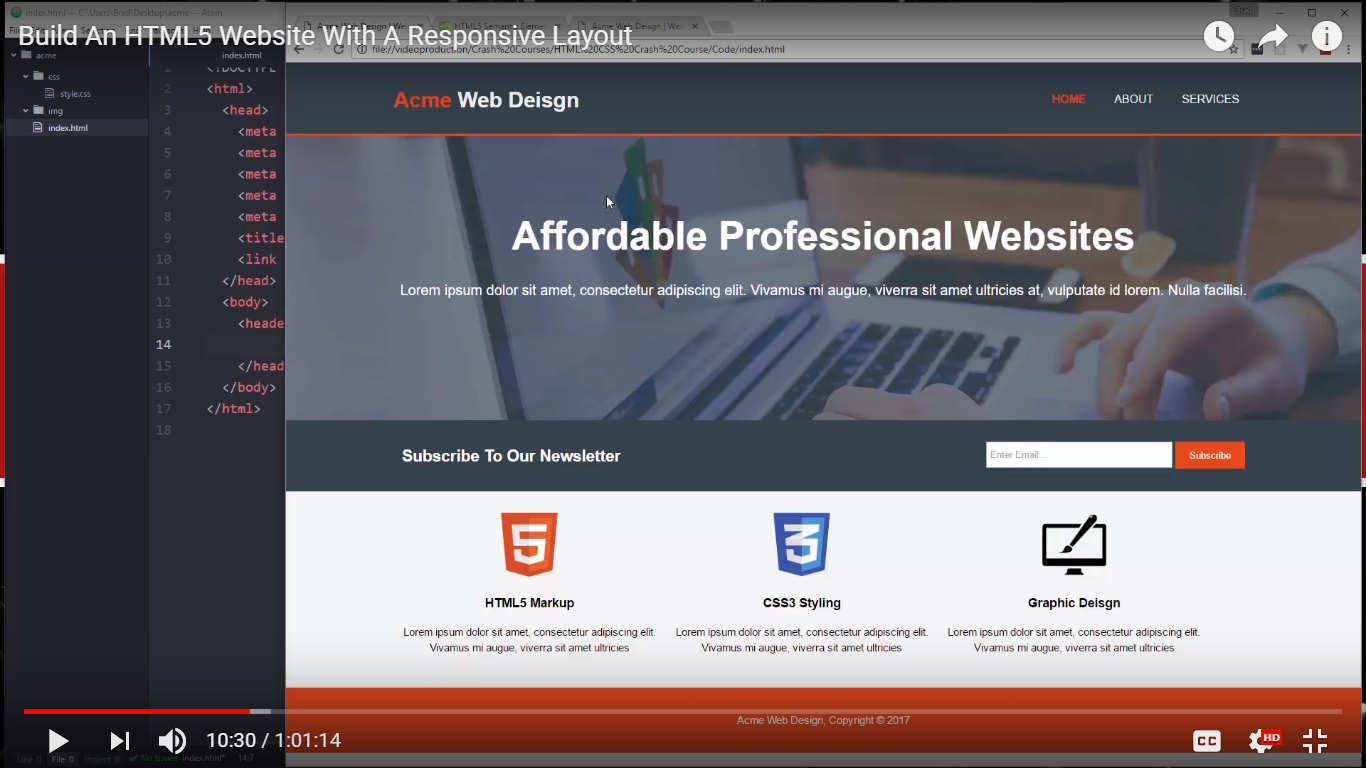 index.html — C:\Users\Brad\Desktop\acme — Atom
Build An HTML5 Website With A Responsive Layout
file://videoproduction/Crash%20Courses/HTML%20CSS%20Crash%20Course/Code/index.html
acme
css
style.css
img
index.html
index.html
1 <!DOCTYPE
2 <html>
3 <head>
4 <meta
5 <meta
6 <meta
7 <meta
8 <meta
9 <title
10 <link
11 </head>
12 <body>
13 <heade
14
15 </head
16 </body>
17 </html>
18
Acme Web Deisgn
HOME ABOUT SERVICES
Affordable Professional Websites
Lorem ipsum dolor sit amet, consectetur adipiscing elit. Vivamus mi augue, viverra sit amet ultricies at, vulputate id lorem. Nulla facilisi.
Subscribe To Our Newsletter
Enter Email... Subscribe
5 3
HTML5 Markup CSS3 Styling Graphic Deisgn
Lorem ipsum dolor sit amet, consectetur adipiscing elit. Lorem ipsum dolor sit amet, consectetur adipiscing elit. Lorem ipsum dolor sit amet, consectetur adipiscing elit.
Vivamus mi augue, viverra sit amet ultricies Vivamus mi augue, viverra sit amet ultricies Vivamus mi augue, viverra sit amet ultricies
Acme Web Design, Copyright © 2017
10:30 / 1:01:14
CC HD
Line 0 File 0 Project 0 No Issues index.html* 14:7